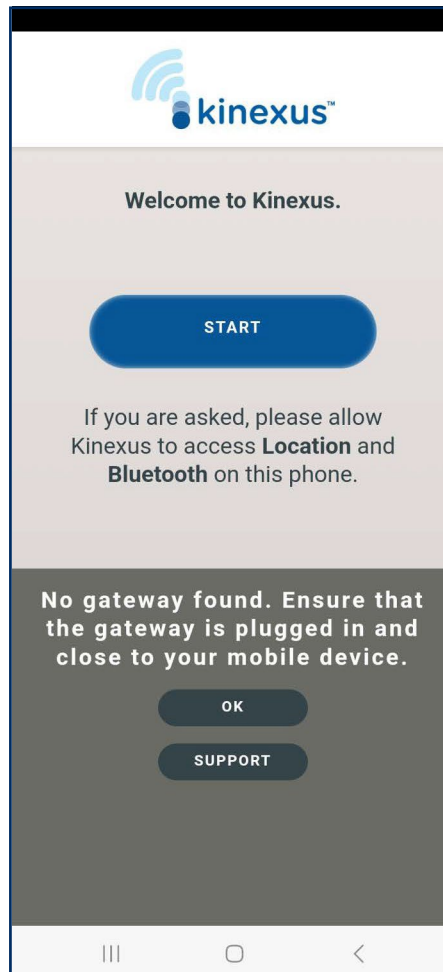 kinexus™
Welcome to Kinexus.
START
If you are asked, please allow
Kinexus to access Location and
Bluetooth on this phone.
No gateway found. Ensure that
the gateway is plugged in and
close to your mobile device.
OK
SUPPORT